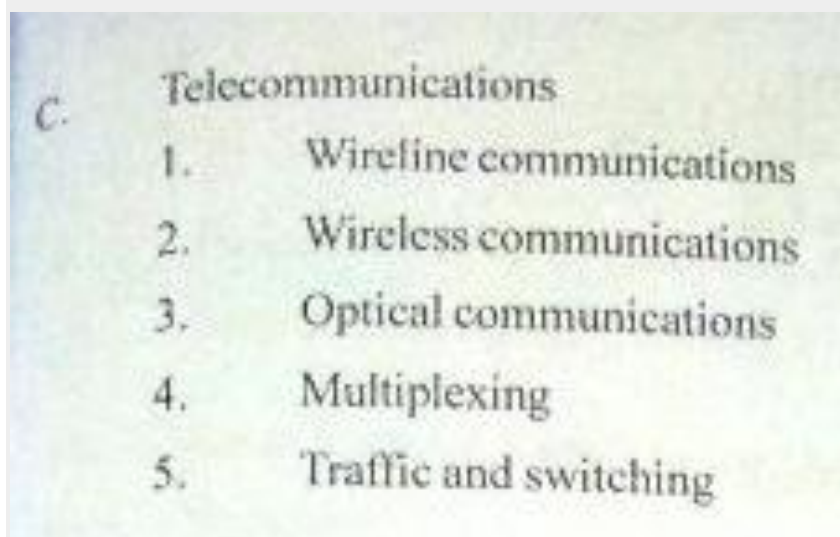 C. Telecommunications
1. Wireline communications
2. Wireless communications
3. Optical communications
4. Multiplexing
5. Traffic and switching